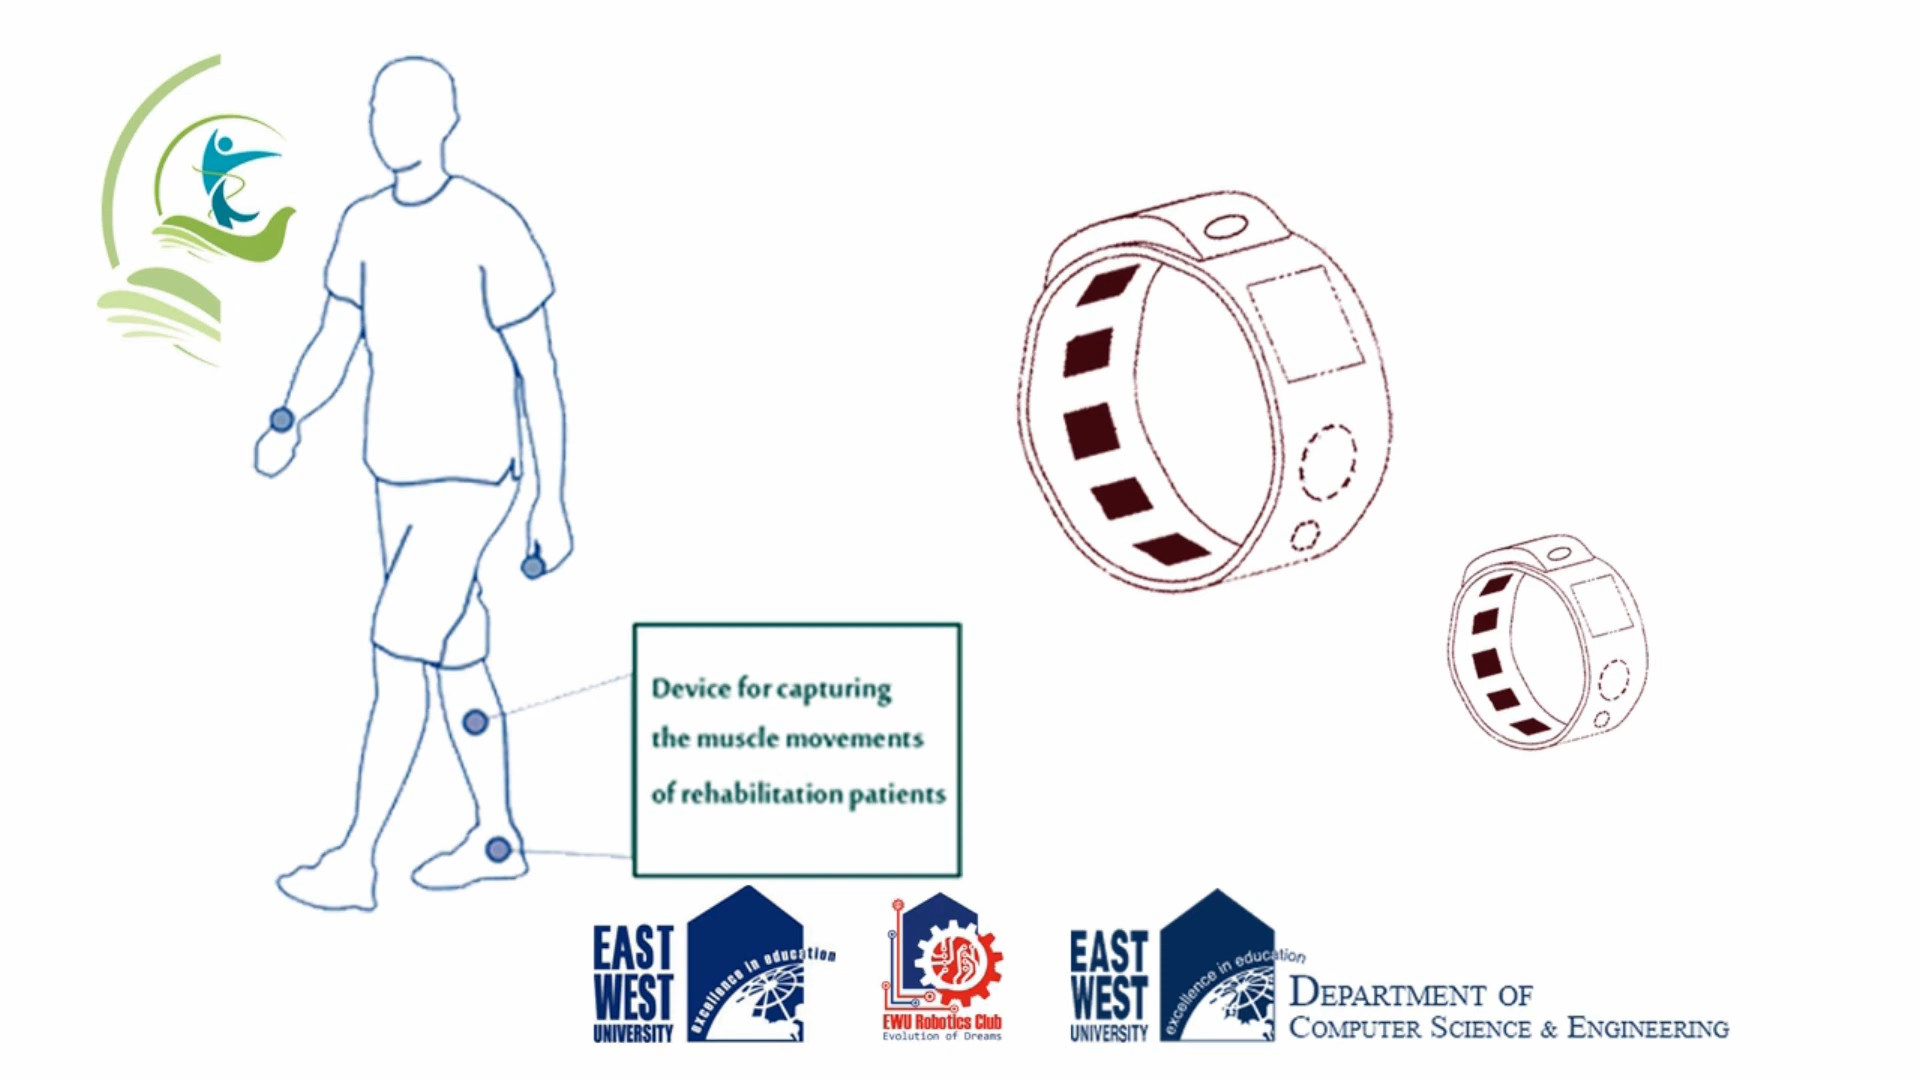 Device for capturing
the muscle movements
of rehabilitation patients
EAST
WEST
UNIVERSITY
excellence in education
EWU Robotics Club
Evolution of Dreams
EAST
WEST
UNIVERSITY
excellence in education
DEPARTMENT OF
COMPUTER SCIENCE & ENGINEERING